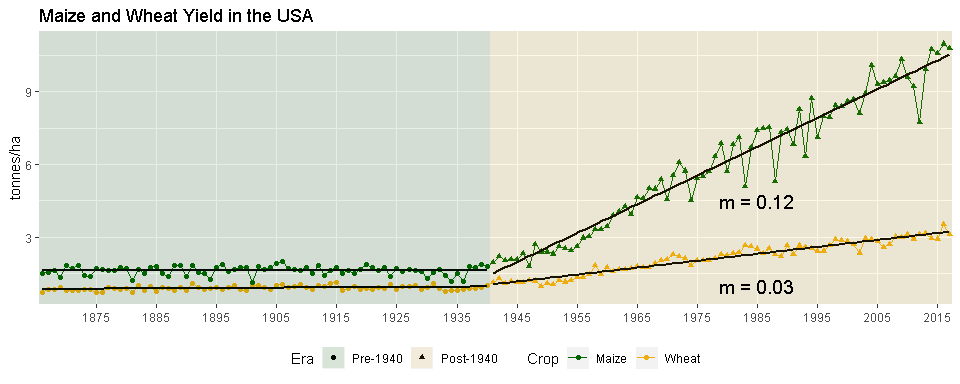 Maize and Wheat Yield in the USA
tonnes/ha
9
6
3
m = 0.12
m = 0.03
1875 1885 1895 1905 1915 1925 1935 1945 1955 1965 1975 1985 1995 2005 2015
Era Pre-1940 Post-1940 Crop Maize Wheat